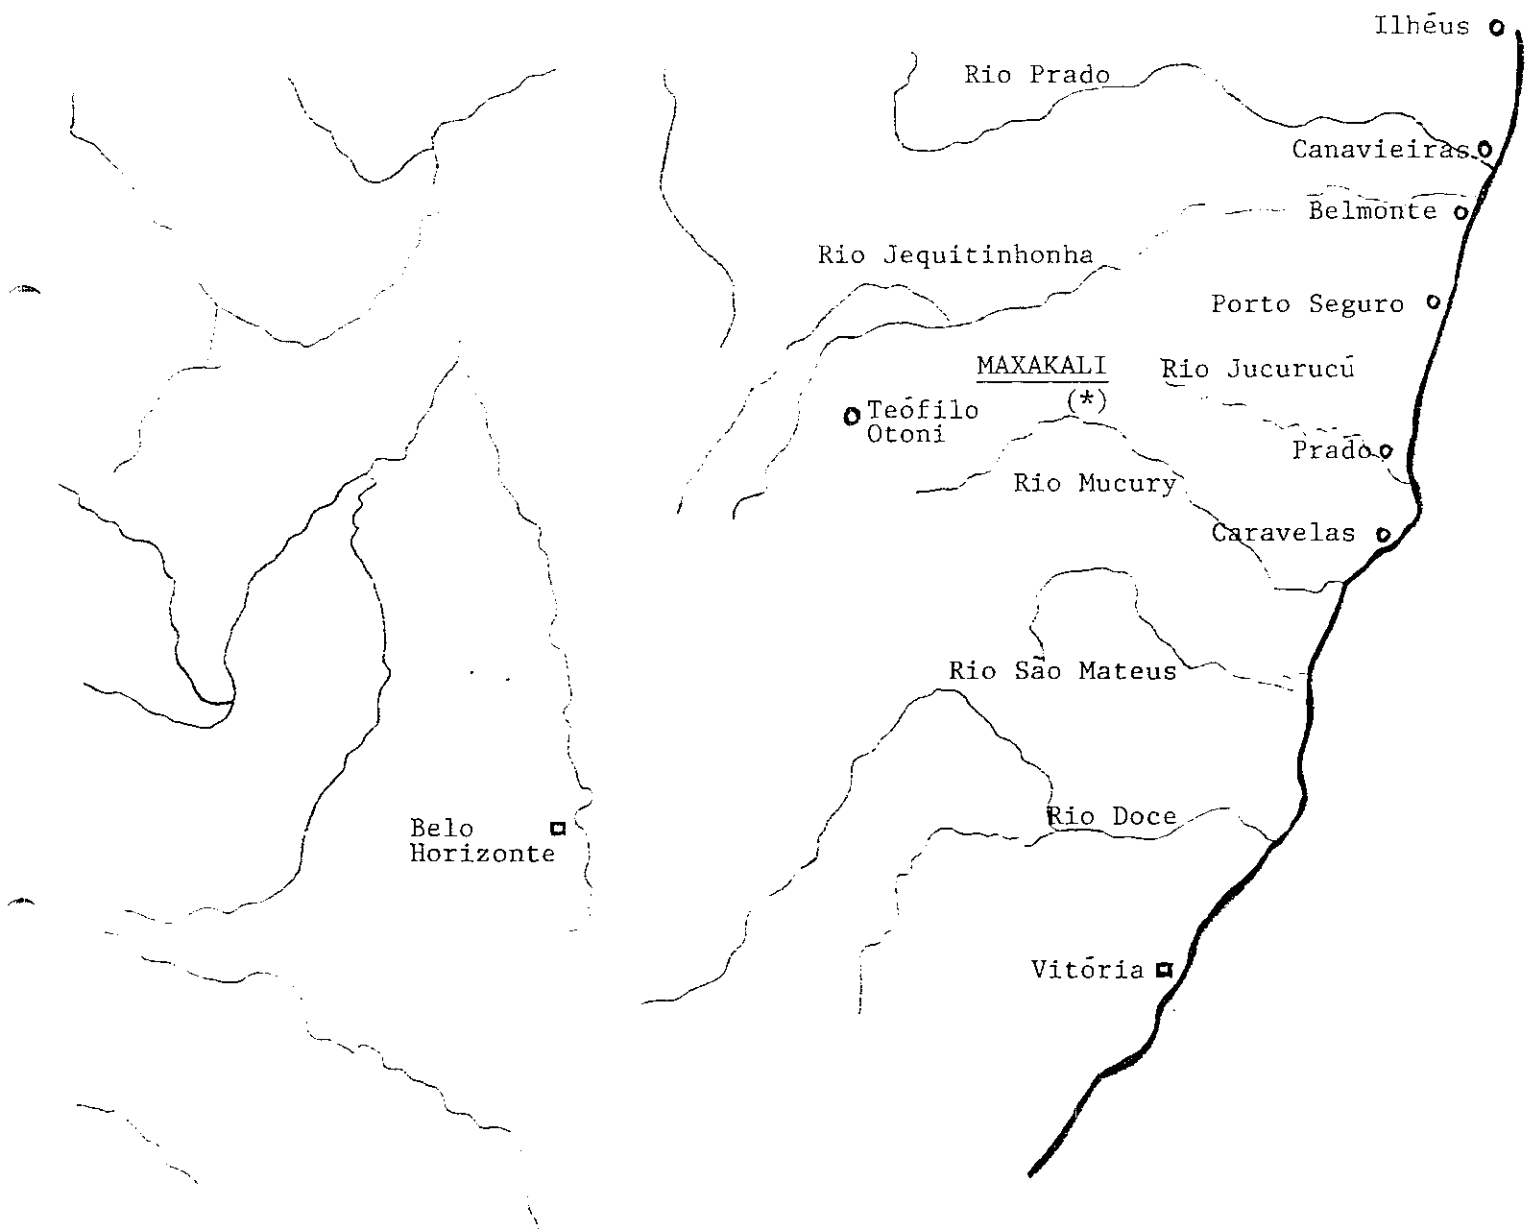 Ilhéus
Rio Prado
Canavieiras
Belmonte
Rio Jequitinhonha
Porto Seguro
MAXAKALI
(*)
Rio Jucurucú
Teófilo
Otoni
Prado
Rio Mucury
Caravelas
Rio São Mateus
Rio Doce
Belo
Horizonte
Vitória